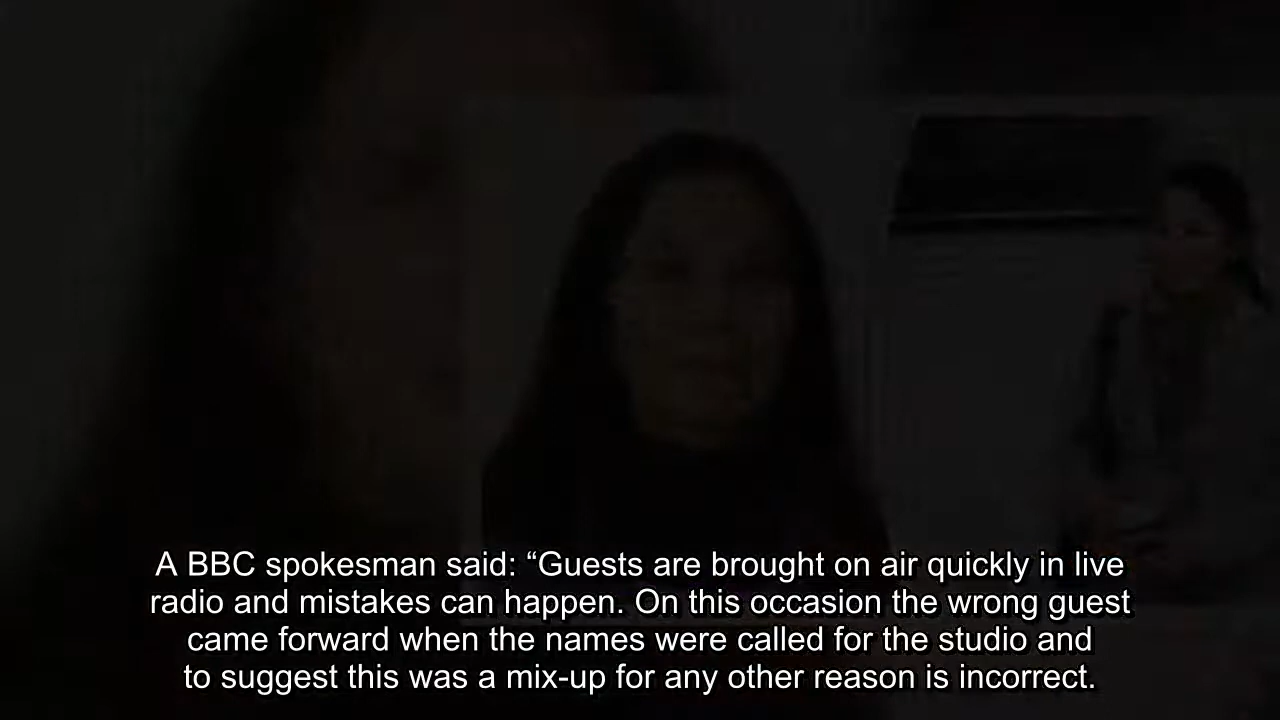 A BBC spokesman said: “Guests are brought on air quickly in live
radio and mistakes can happen. On this occasion the wrong guest
came forward when the names were called for the studio and
to suggest this was a mix-up for any other reason is incorrect.